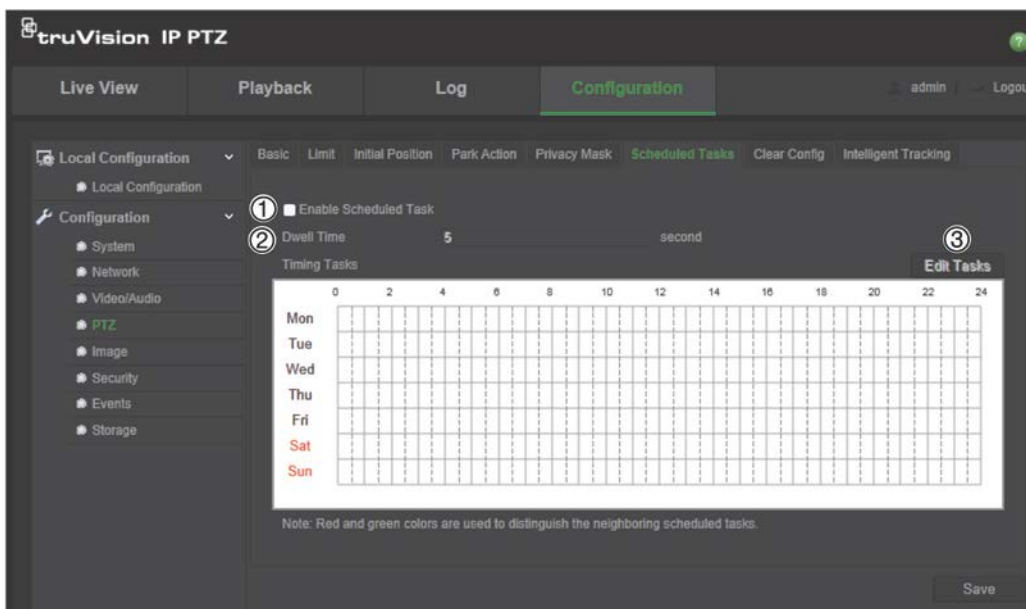 truVision IP PTZ
?
Live View Playback Log Configuration admin Logou
Local Configuration
Local Configuration
Configuration
System
Network
Video/Audio
PTZ
Image
Security
Events
Storage
Basic Limit Initial Position Park Action Privacy Mask Scheduled Tasks Clear Config Intelligent Tracking
① Enable Scheduled Task
② Dwell Time 5 second
③
Timing Tasks Edit Tasks
0 2 4 6 8 10 12 14 16 18 20 22 24
Mon
Tue
Wed
Thu
Fri
Sat
Sun
Note: Red and green colors are used to distinguish the neighboring scheduled tasks.
Save